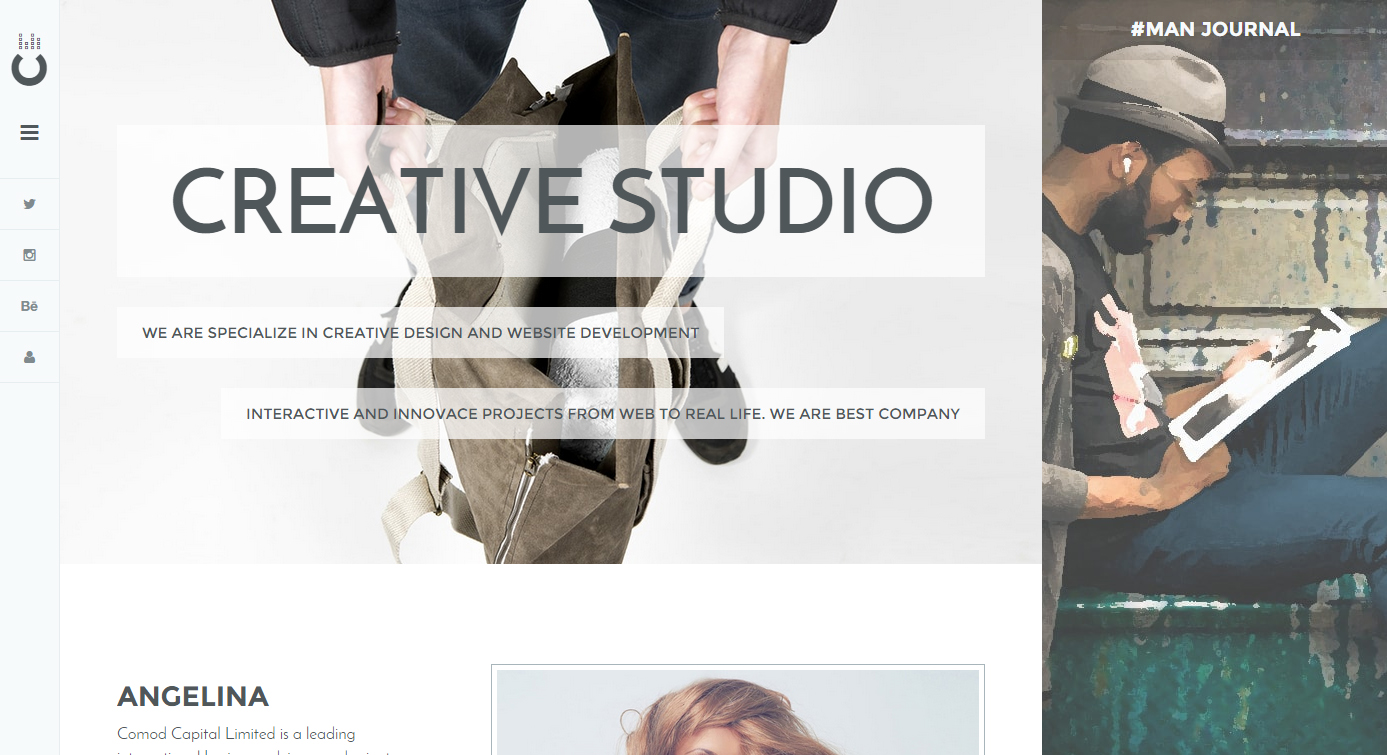 #MAN JOURNAL
CREATIVE STUDIO
Bē
WE ARE SPECIALIZE IN CREATIVE DESIGN AND WEBSITE DEVELOPMENT
INTERACTIVE AND INNOVACE PROJECTS FROM WEB TO REAL LIFE. WE ARE BEST COMPANY
ANGELINA
Comod Capital Limited is a leading